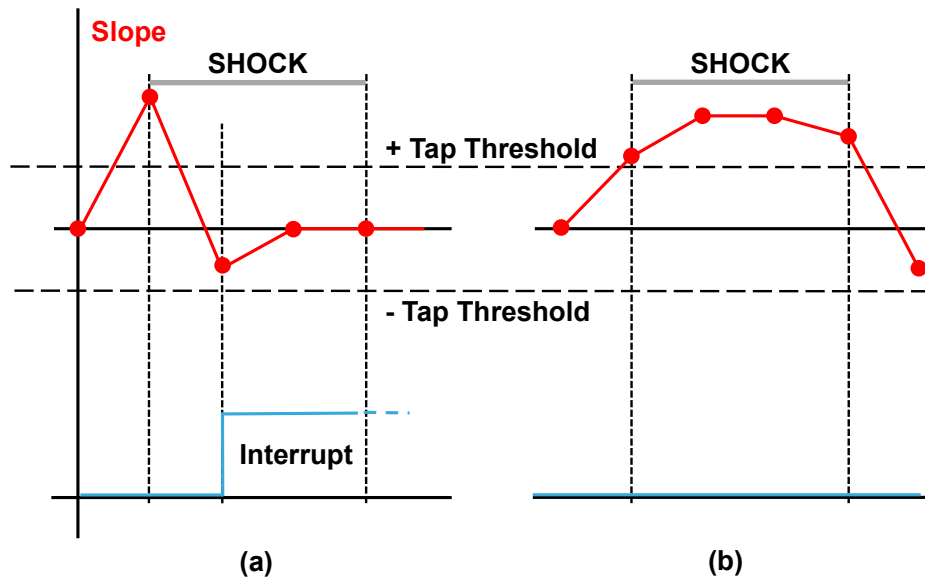 Slope
SHOCK
SHOCK
+ Tap Threshold
- Tap Threshold
Interrupt
(a)
(b)